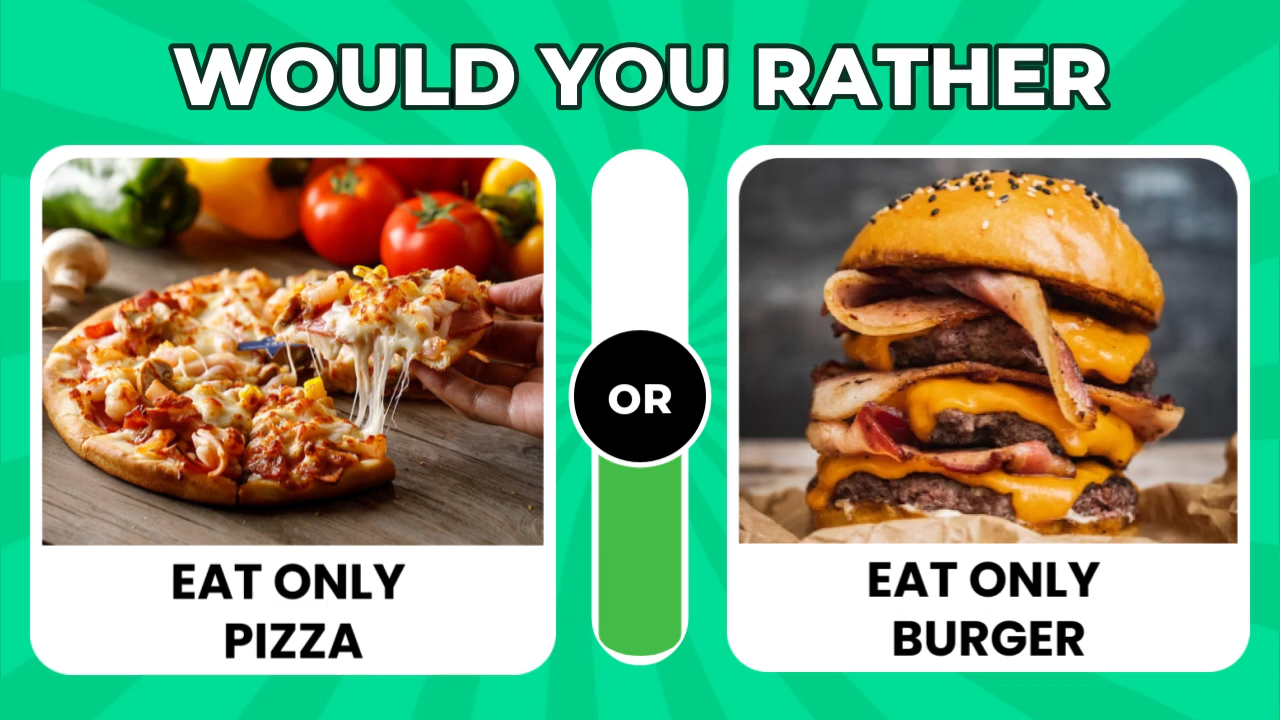 WOULD YOU RATHER
EAT ONLY
PIZZA
OR
EAT ONLY
BURGER